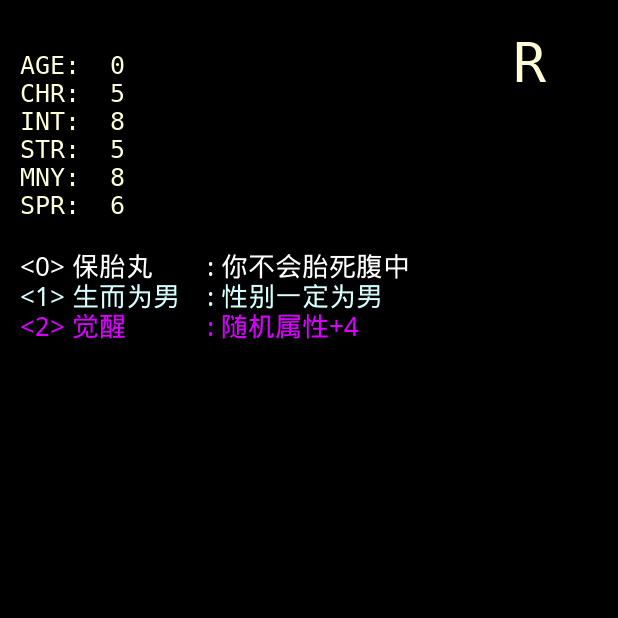 R
AGE: 0
CHR: 5
INT: 8
STR: 5
MNY: 8
SPR: 6
<0> 保胎丸 : 你不会胎死腹中
<1> 生而为男 : 性别一定为男
<2> 觉醒 : 随机属性+4